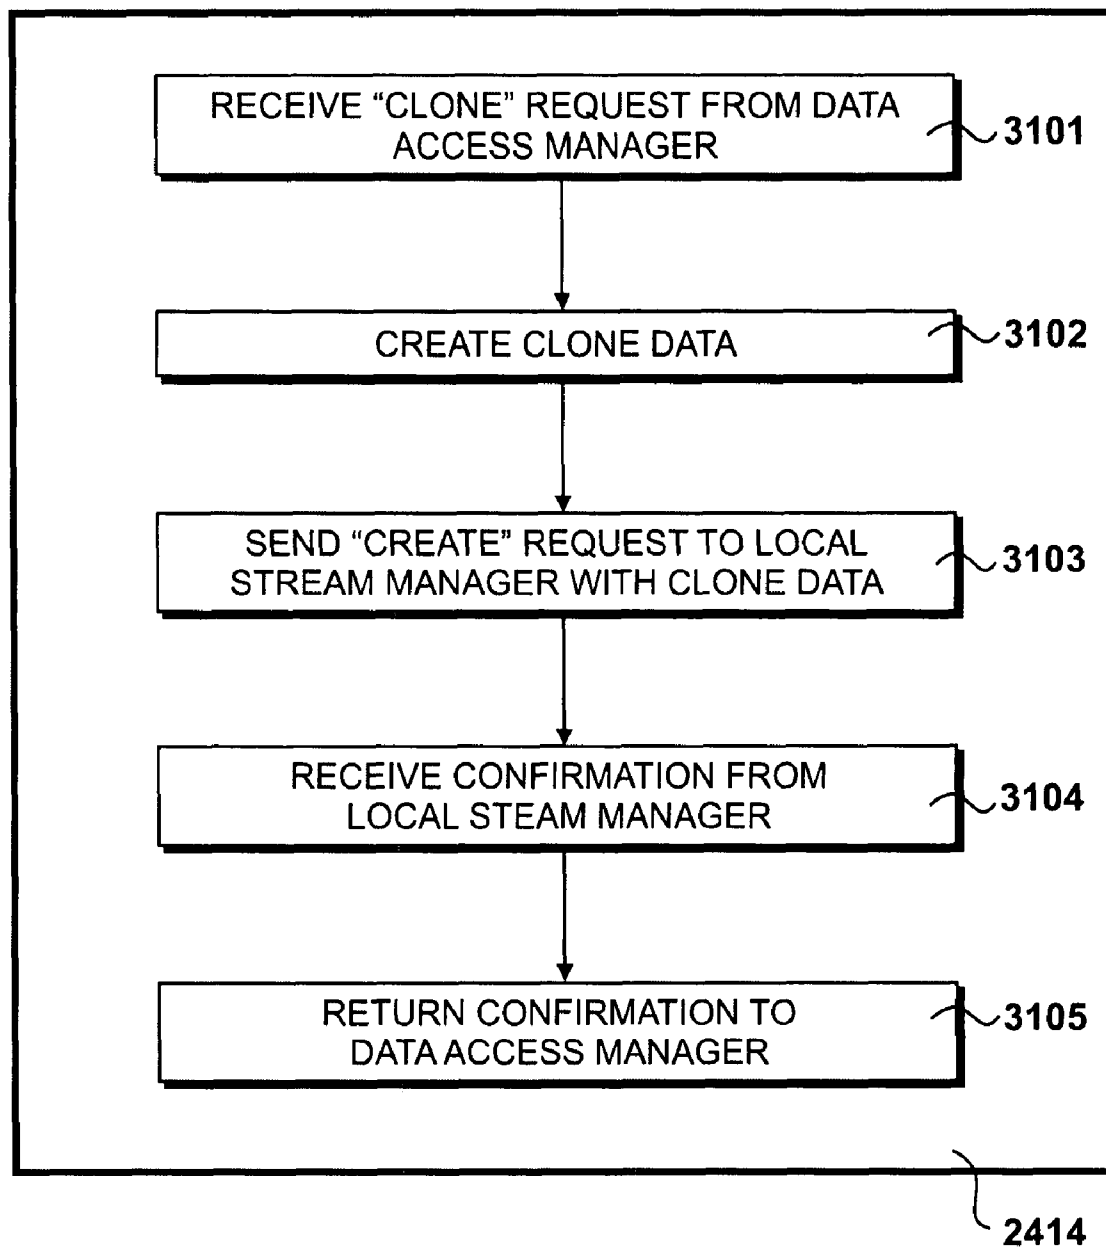 RECEIVE “CLONE” REQUEST FROM DATA
ACCESS MANAGER
3101
CREATE CLONE DATA
3102
SEND “CREATE” REQUEST TO LOCAL
STREAM MANAGER WITH CLONE DATA
3103
RECEIVE CONFIRMATION FROM
LOCAL STEAM MANAGER
3104
RETURN CONFIRMATION TO
DATA ACCESS MANAGER
3105
2414